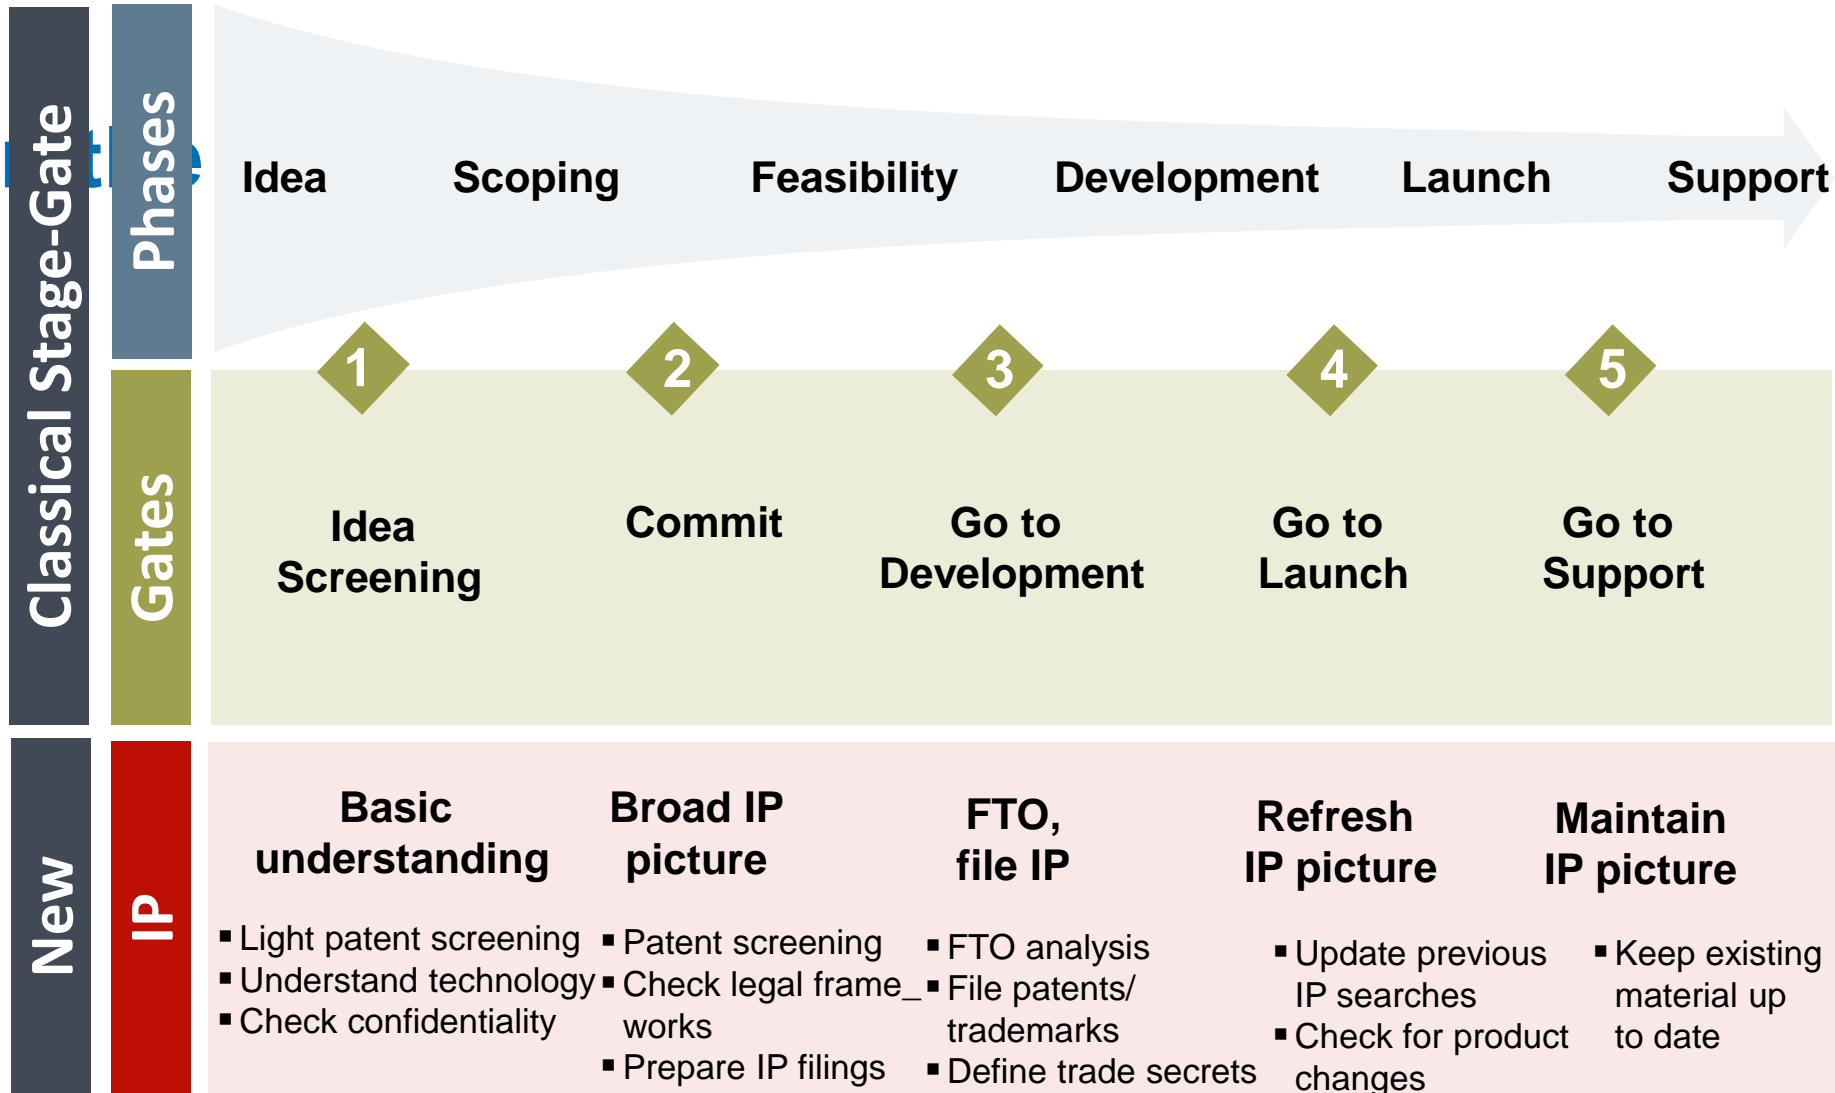 Classical Stage-Gate
Phases
Idea
Scoping
Feasibility
Development
Launch
Support
Gates
1
2
3
4
5
Idea
Screening
Commit
Go to
Development
Go to
Launch
Go to
Support
New
IP
Basic
understanding
▪ Light patent screening
▪ Understand technology
▪ Check confidentiality
Broad IP
picture
▪ Patent screening
▪ Check legal frame_
works
▪ Prepare IP filings
FTO,
file IP
▪ FTO analysis
▪ File patents/
trademarks
▪ Define trade secrets
Refresh
IP picture
▪ Update previous
IP searches
▪ Check for product
changes
Maintain
IP picture
▪ Keep existing
material up
to date